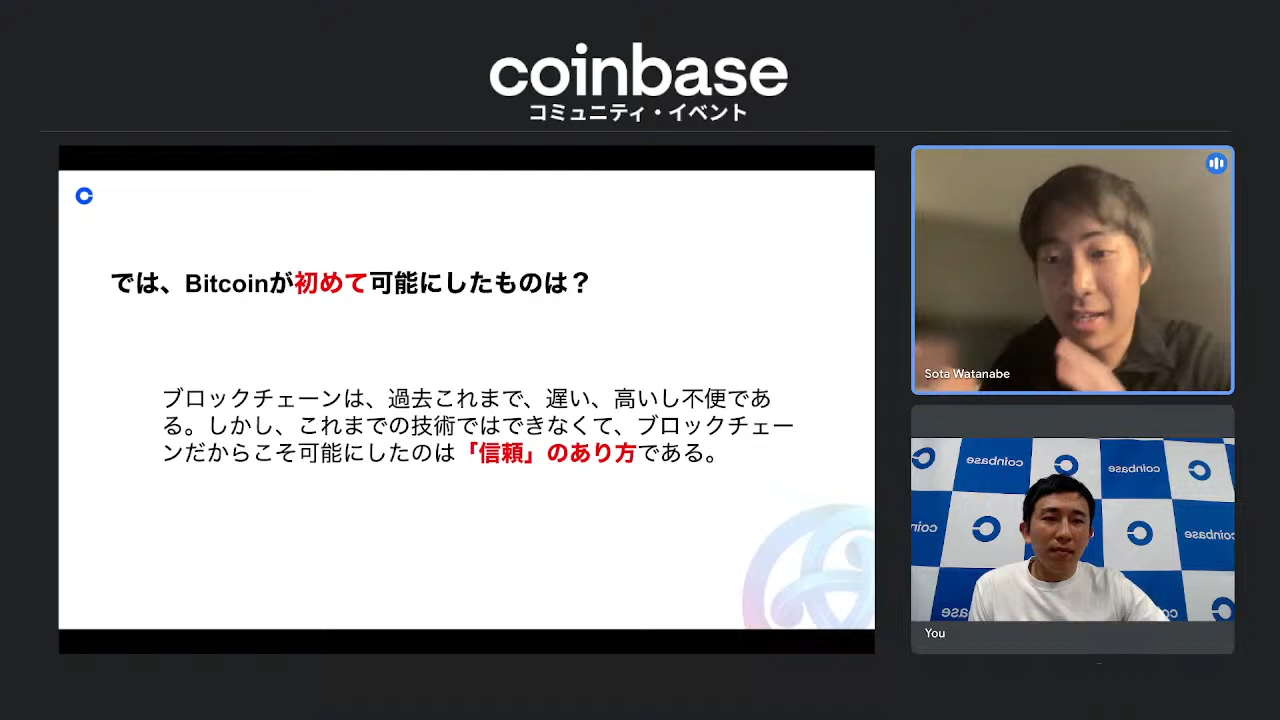 coinbase
コミュニティ・イベント
では、Bitcoinが初めて可能にしたものは？
ブロックチェーンは、過去これまで、遅い、高いし不便であ
る。しかし、これまでの技術ではできなくて、ブロックチェー
ンだからこそ可能にしたのは「信頼」のあり方である。
Sota Watanabe
coinbase
coinbase
coinbase
coinbase
coinbase
You